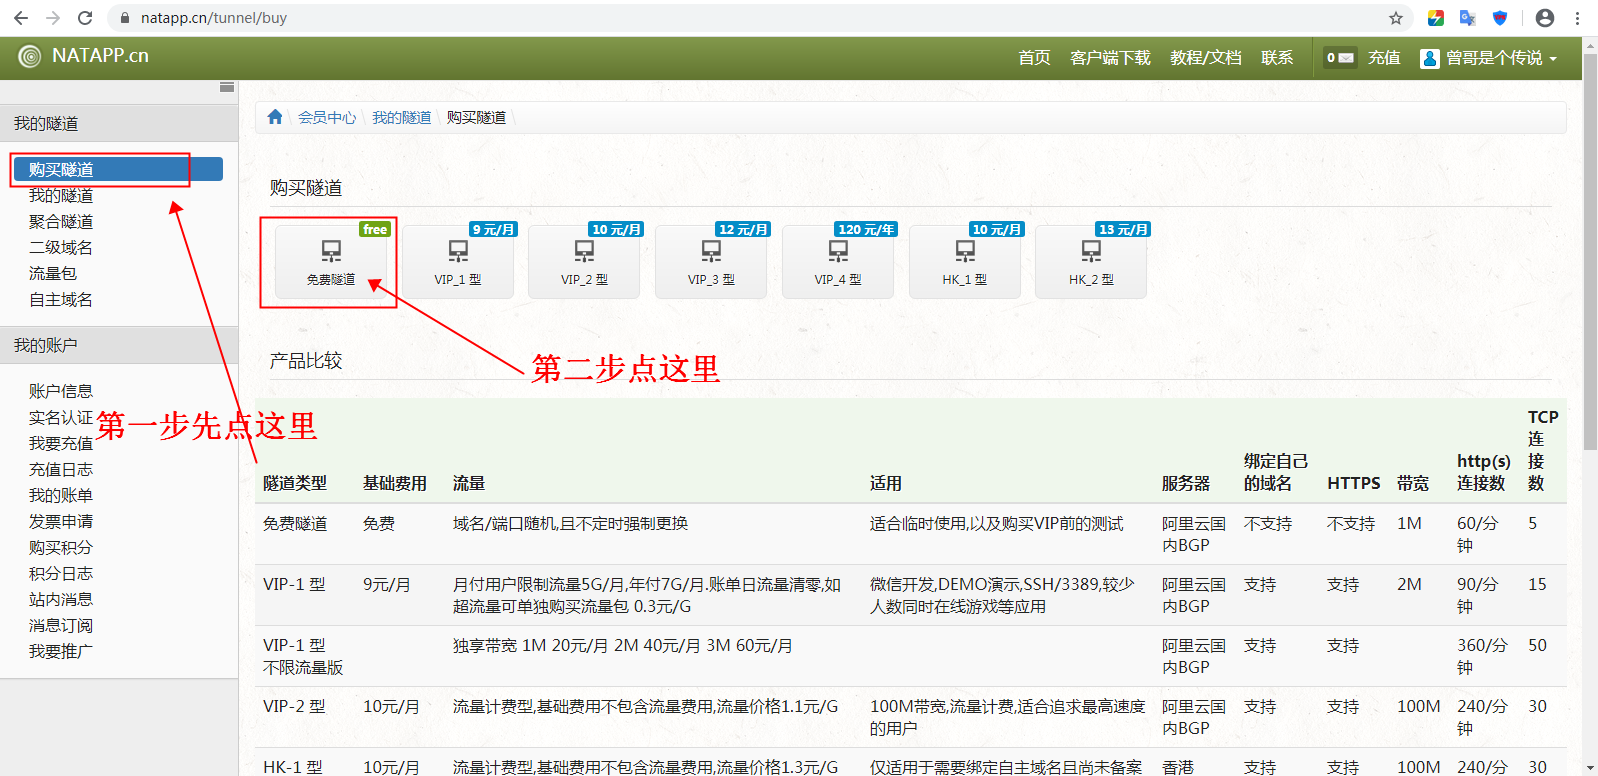 natapp.cn/tunnel/buy
NATAPP.cn
首页 客户端下载 教程/文档 联系 0 充值 曾哥是个传说
我的隧道
购买隧道
我的隧道
聚合隧道
二级域名
流量包
自主域名
我的账户
账户信息
实名认证
我要充值
充值日志
我的账单
发票申请
购买积分
积分日志
站内消息
消息订阅
我要推广
会员中心 \ 我的隧道 \ 购买隧道
购买隧道
free
免费隧道
9 元/月
VIP_1 型
10 元/月
VIP_2 型
12 元/月
VIP_3 型
120 元/年
VIP_4 型
10 元/月
HK_1 型
13 元/月
HK_2 型
第二步点这里
第一步先点这里
产品比较
隧道类型 基础费用 流量 适用 服务器 绑定自己的域名 HTTPS 带宽 http(s)连接数 TCP连接数
免费隧道 免费 域名/端口随机,且不定时强制更换 适合临时使用,以及购买VIP前的测试 阿里云国内BGP 不支持 不支持 1M 60/分钟 5
VIP-1 型 9元/月 月付用户限制流量5G/月,年付7G/月.账单日流量清零,如超流量可单独购买流量包 0.3元/G 微信开发,DEMO演示,SSH/3389,较少人数同时在线游戏等应用 阿里云国内BGP 支持 支持 2M 90/分钟 15
VIP-1 型 不限流量版 独享带宽 1M 20元/月 2M 40元/月 3M 60元/月 阿里云国内BGP 支持 支持 360/分钟 50
VIP-2 型 10元/月 流量计费型,基础费用不包含流量费用,流量价格1.1元/G 100M带宽,流量计费,适合追求最高速度的用户 阿里云国内BGP 支持 支持 100M 240/分钟 30
HK-1 型 10元/月 流量计费型,基础费用不包含流量费用,流量价格1.3元/G 仅适用于需要绑定自主域名且尚未备案 香港 支持 支持 100M 240/分 30